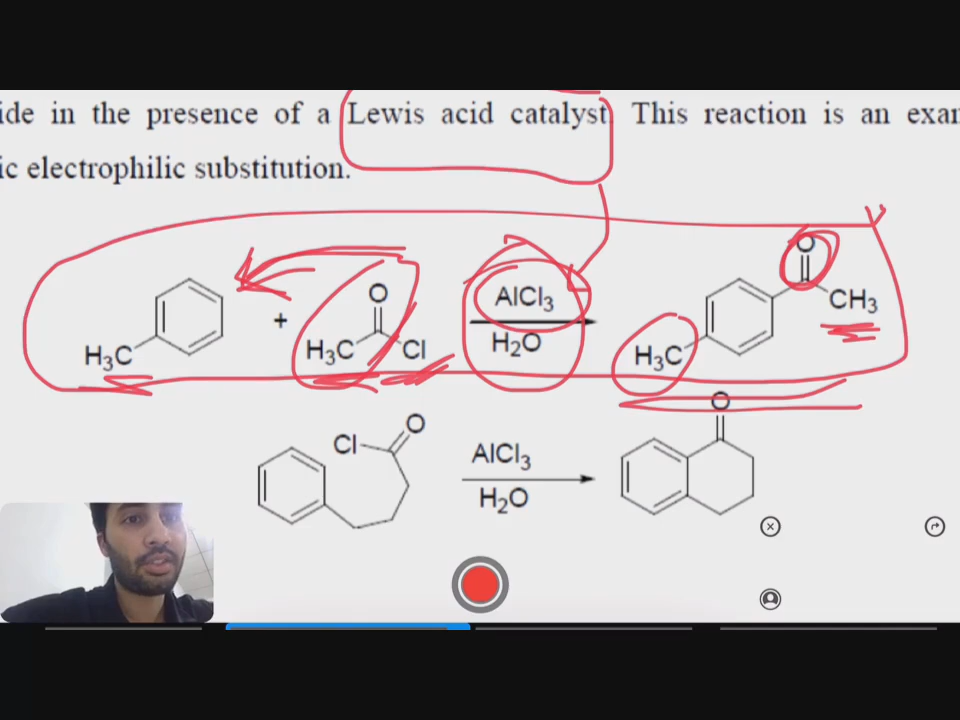 ide in the presence of a Lewis acid catalyst. This reaction is an exam
ic electrophilic substitution.
H₃C + H₃C O Cl AlCl₃ H₂O H₃C O CH₃
Cl O AlCl₃ H₂O O